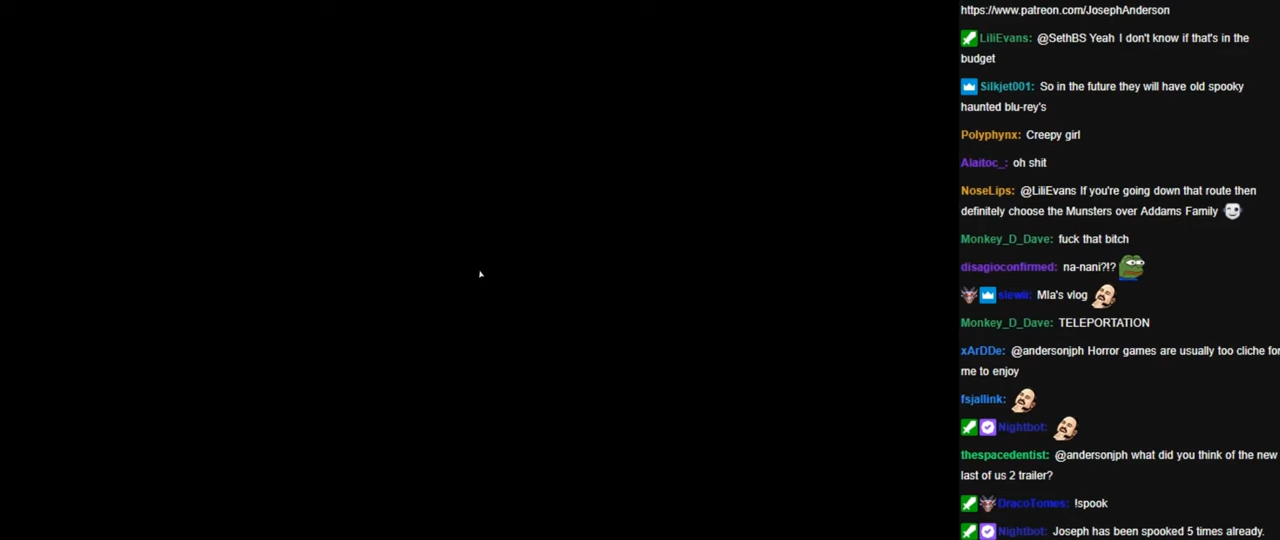 https://www.patreon.com/JosephAnderson
LiliEvans: @SethBS Yeah I don't know if that's in the
budget
Silkjet001: So in the future they will have old spooky
haunted blu-rey's
Polyphynx: Creepy girl
Alaitoc_: oh shit
NoseLips: @LiliEvans If you're going down that route then
definitely choose the Munsters over Addams Family
Monkey_D_Dave: fuck that bitch
disagioconfirmed: na-nani?!?
slewii: MIa's vlog
Monkey_D_Dave: TELEPORTATION
xArDDe: @andersonjph Horror games are usually too cliche for
me to enjoy
fsjallink:
Nightbot:
thespacedentist: @andersonjph what did you think of the new
last of us 2 trailer?
DracoTomes: !spook
Nightbot: Joseph has been spooked 5 times already.